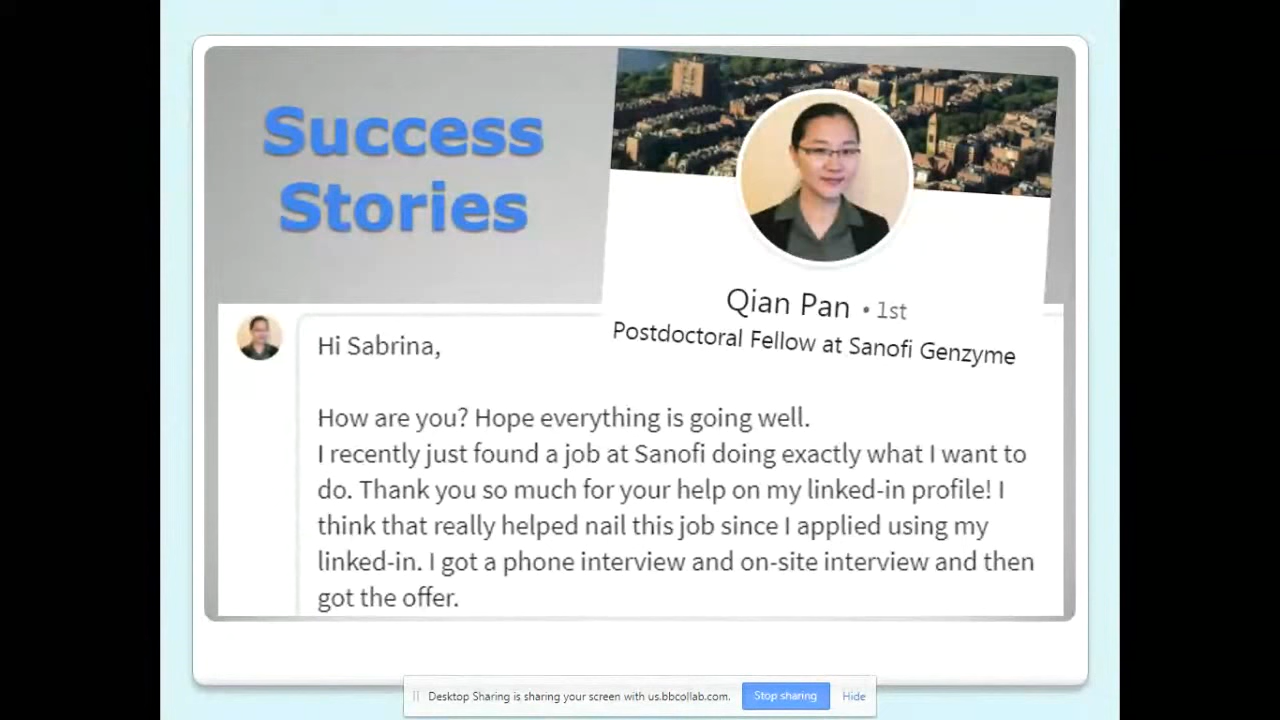 Success
Stories
Qian Pan • 1st
Postdoctoral Fellow at Sanofi Genzyme
Hi Sabrina,
How are you? Hope everything is going well.
I recently just found a job at Sanofi doing exactly what I want to
do. Thank you so much for your help on my linked-in profile! I
think that really helped nail this job since I applied using my
linked-in. I got a phone interview and on-site interview and then
got the offer.
Desktop Sharing is sharing your screen with us.bbcollab.com. Stop sharing Hide